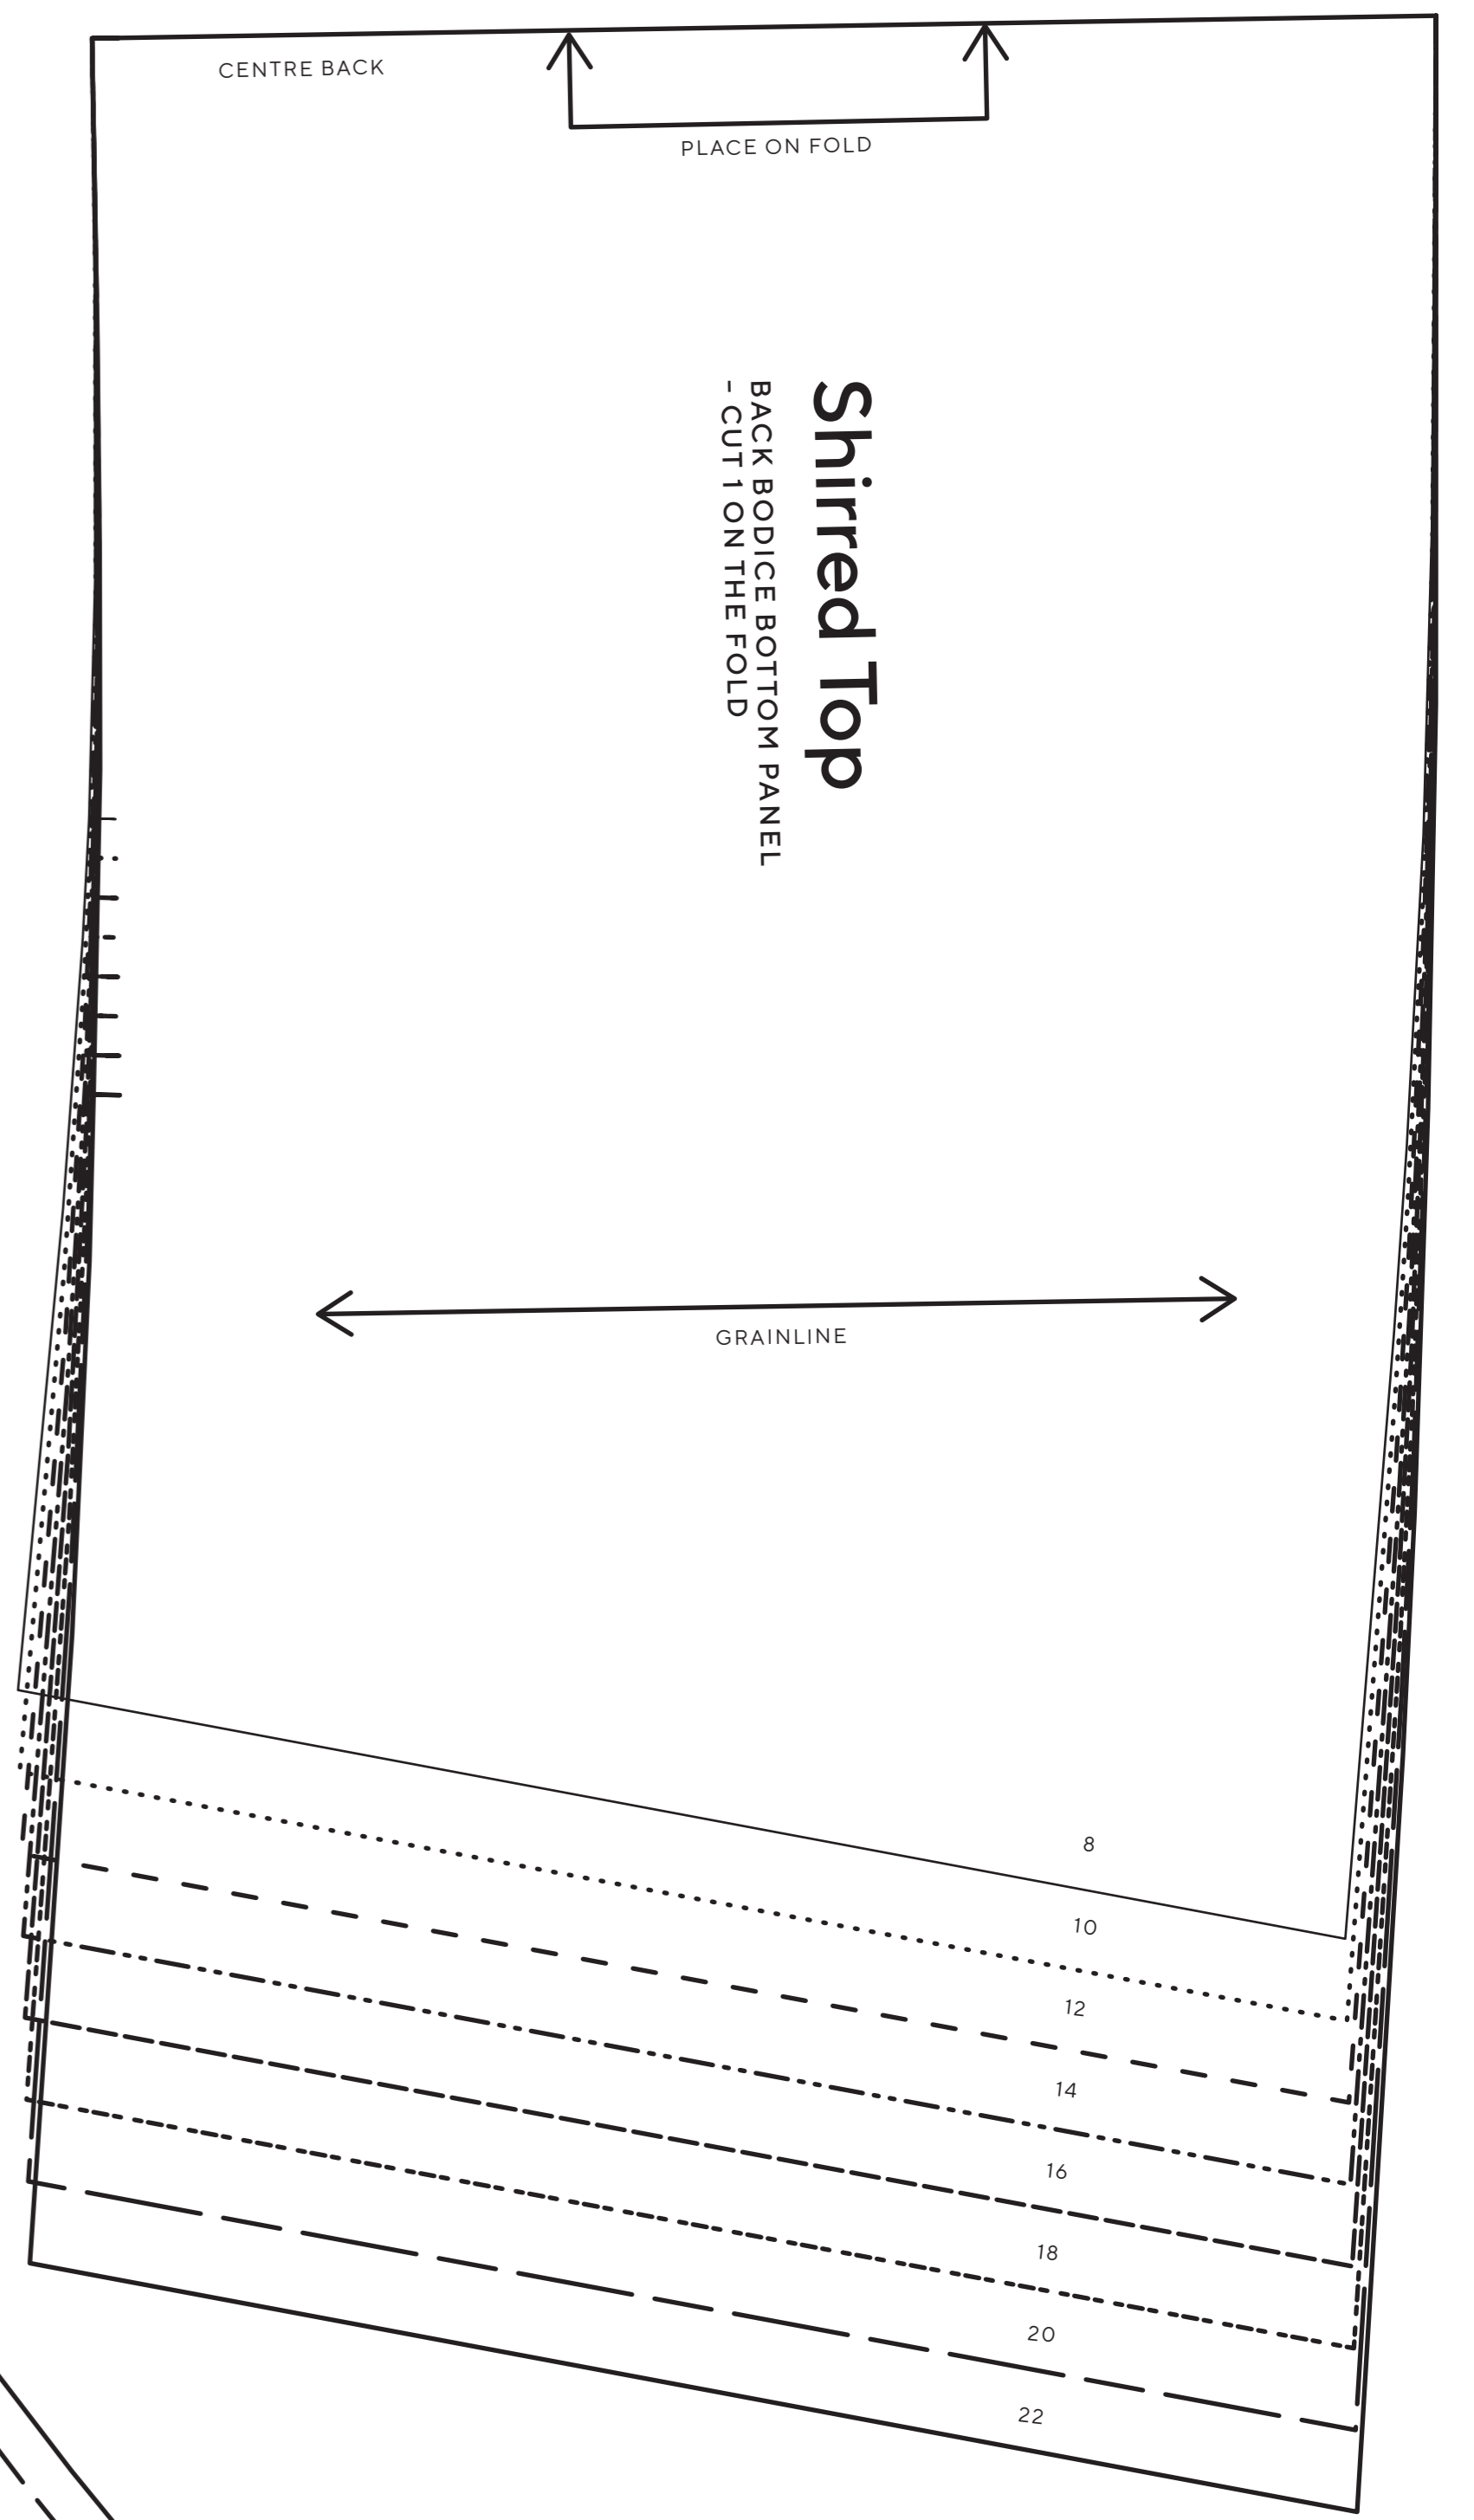 CENTRE BACK
PLACE ON FOLD
Shirred Top
BACK BODICE BOTTOM PANEL
– CUT 1 ON THE FOLD
GRAINLINE
8
10
12
14
16
18
20
22